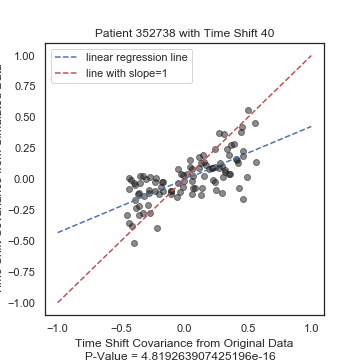 Patient 352738 with Time Shift 40
linear regression line
line with slope=1
1.00
0.75
0.50
0.25
0.00
−0.25
−0.50
−0.75
−1.00
−1.0
−0.5
0.0
0.5
1.0
Time Shift Covariance from Original Data
P-Value = 4.819263907425196e-16